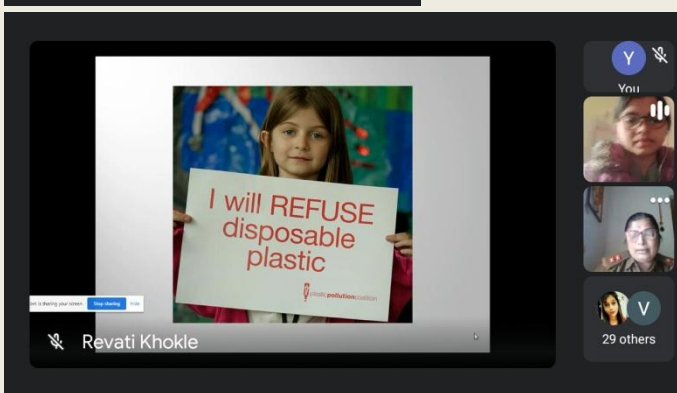 I will REFUSE
disposable
plastic
plasticpollutioncoalition
Stop sharing
Hide
Revati Khokle
Y
You
V
29 others